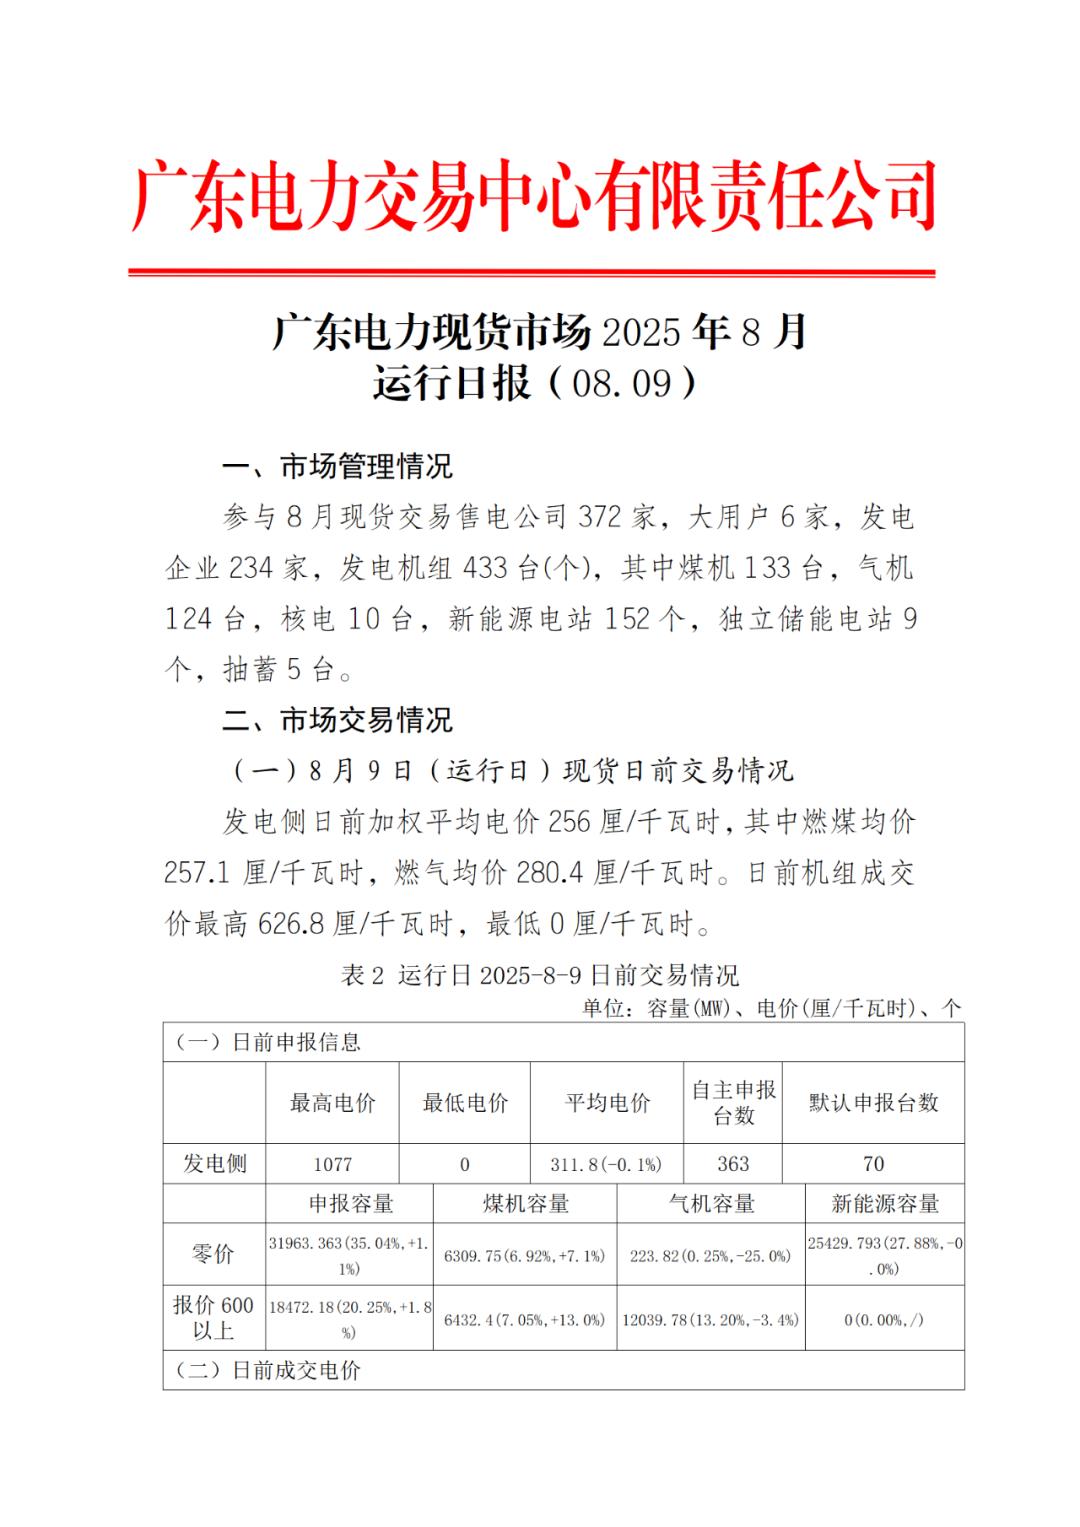 广东电力交易中心有限责任公司
广东电力现货市场 2025 年 8 月
运行日报（08.09）
一、市场管理情况
参与 8 月现货交易售电公司 372 家，大用户 6 家，发电
企业 234 家，发电机组 433 台(个)，其中煤机 133 台，气机
124 台，核电 10 台，新能源电站 152 个，独立储能电站 9
个，抽蓄 5 台。
二、市场交易情况
（一）8 月 9 日（运行日）现货日前交易情况
发电侧日前加权平均电价 256 厘/千瓦时，其中燃煤均价
257.1 厘/千瓦时，燃气均价 280.4 厘/千瓦时。日前机组成交
价最高 626.8 厘/千瓦时，最低 0 厘/千瓦时。
表 2 运行日 2025-8-9 日前交易情况
单位：容量(MW)、电价(厘/千瓦时)、个
（一）日前申报信息
最高电价 最低电价 平均电价 自主申报 默认申报台数
台数
发电侧 1077 0 311.8(-0.1%) 363 70
申报容量 煤机容量 气机容量 新能源容量
零价 31963.363(35.04%,+1. 6309.75(6.92%,+7.1%) 223.82(0.25%,-25.0%) 25429.793(27.88%,-0
1%) .0%)
报价 600 18472.18(20.25%,+1.8 6432.4(7.05%,+13.0%) 12039.78(13.20%,-3.4%) 0(0.00%,/)
以上 %)
（二）日前成交电价